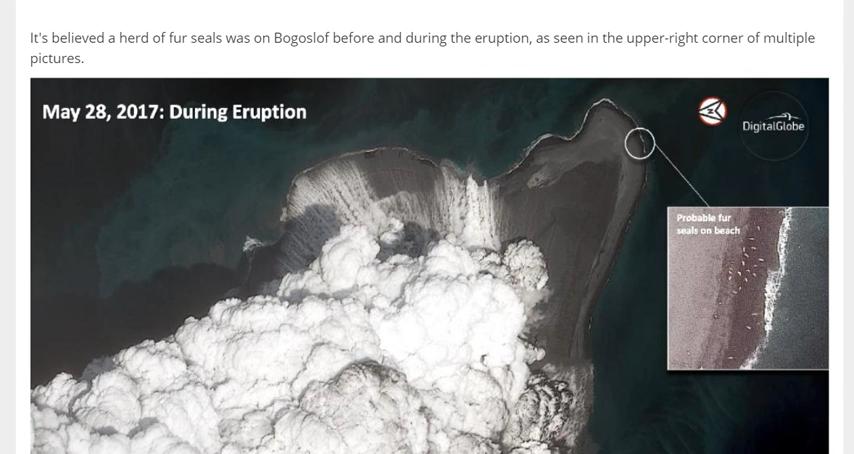 It's believed a herd of fur seals was on Bogoslof before and during the eruption, as seen in the upper-right corner of multiple
pictures.
May 28, 2017: During Eruption
DigitalGlobe
Probable fur
seals on beach